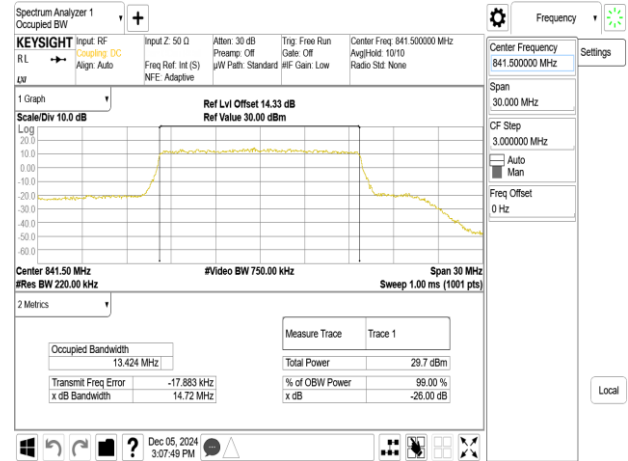 Spectrum Analyzer 1
Occupied BW
Frequency
KEYSIGHT
RL
LXI
Input: RF
Coupling: DC
Align: Auto
Input Z: 50 Ω
Freq Ref: Int (S)
NFE: Adaptive
Atten: 30 dB
Preamp: Off
µW Path: Standard
Trig: Free Run
Gate: Off
#IF Gain: Low
Center Freq: 841.500000 MHz
Avg|Hold: 10/10
Radio Std: None
Center Frequency
841.500000 MHz
Settings
Span
30.000 MHz
CF Step
3.000000 MHz
Auto
Man
Freq Offset
0 Hz
Local
1 Graph
Scale/Div 10.0 dB
Ref Lvl Offset 14.33 dB
Ref Value 30.00 dBm
Log
20.0
10.0
0.00
-10.0
-20.0
-30.0
-40.0
-50.0
-60.0
Center 841.50 MHz
#Video BW 750.00 kHz
Span 30 MHz
#Res BW 220.00 kHz
Sweep 1.00 ms (1001 pts)
2 Metrics
Measure Trace
Trace 1
Occupied Bandwidth
13.424 MHz
Total Power
29.7 dBm
Transmit Freq Error
-17.883 kHz
% of OBW Power
99.00 %
x dB Bandwidth
14.72 MHz
x dB
-26.00 dB
?
Dec 05, 2024
3:07:49 PM